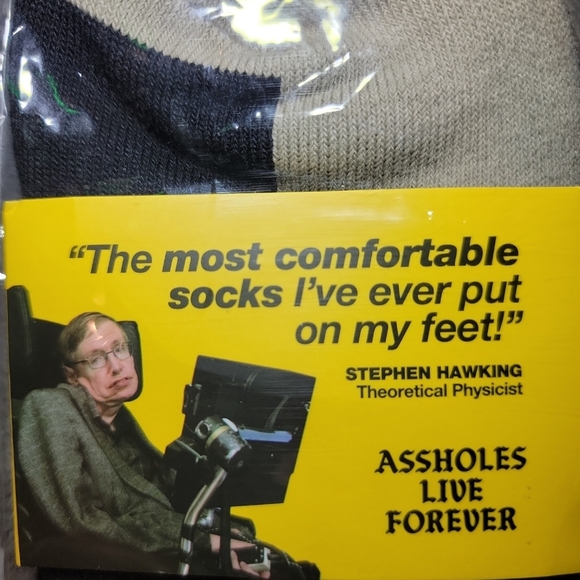 “The most comfortable
socks I’ve ever put
on my feet!”
STEPHEN HAWKING
Theoretical Physicist
ASSHOLES
LIVE
FOREVER